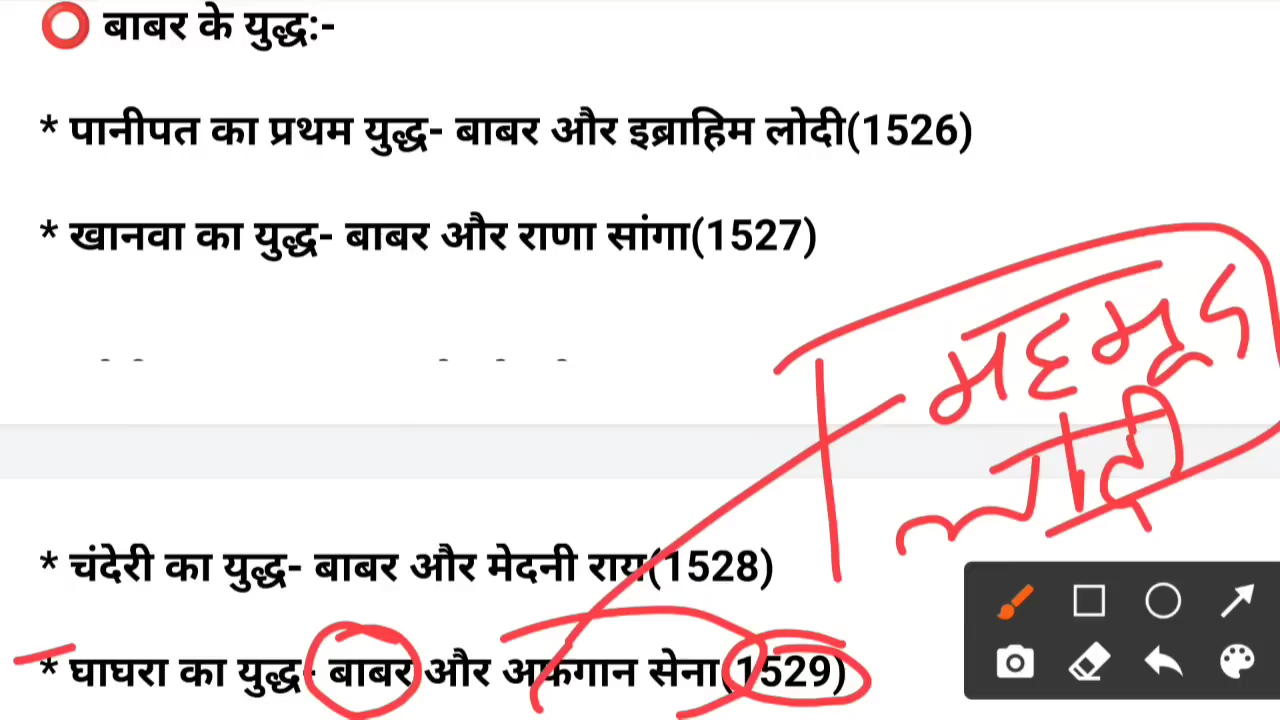 बाबर के युद्ध:-
* पानीपत का प्रथम युद्ध- बाबर और इब्राहिम लोदी(1526)
* खानवा का युद्ध- बाबर और राणा सांगा(1527)
महमूद
लोदी
* चंदेरी का युद्ध- बाबर और मेदनी राय(1528)
* घाघरा का युद्ध- बाबर और अफगान सेना(1529)